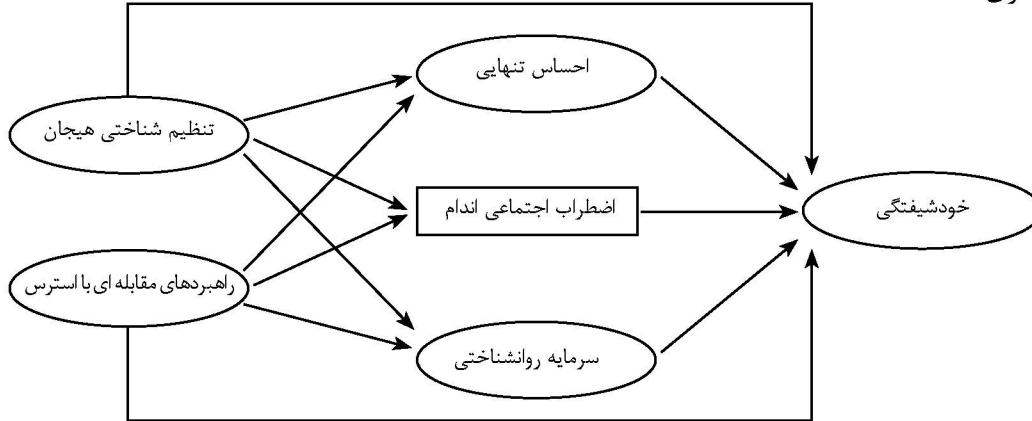 احساس تنهایی
تنظیم شناختی هیجان
اضطراب اجتماعی اندام
خودشیفتگی
راهبردهای مقابله ای با استرس
سرمایه روانشناختی